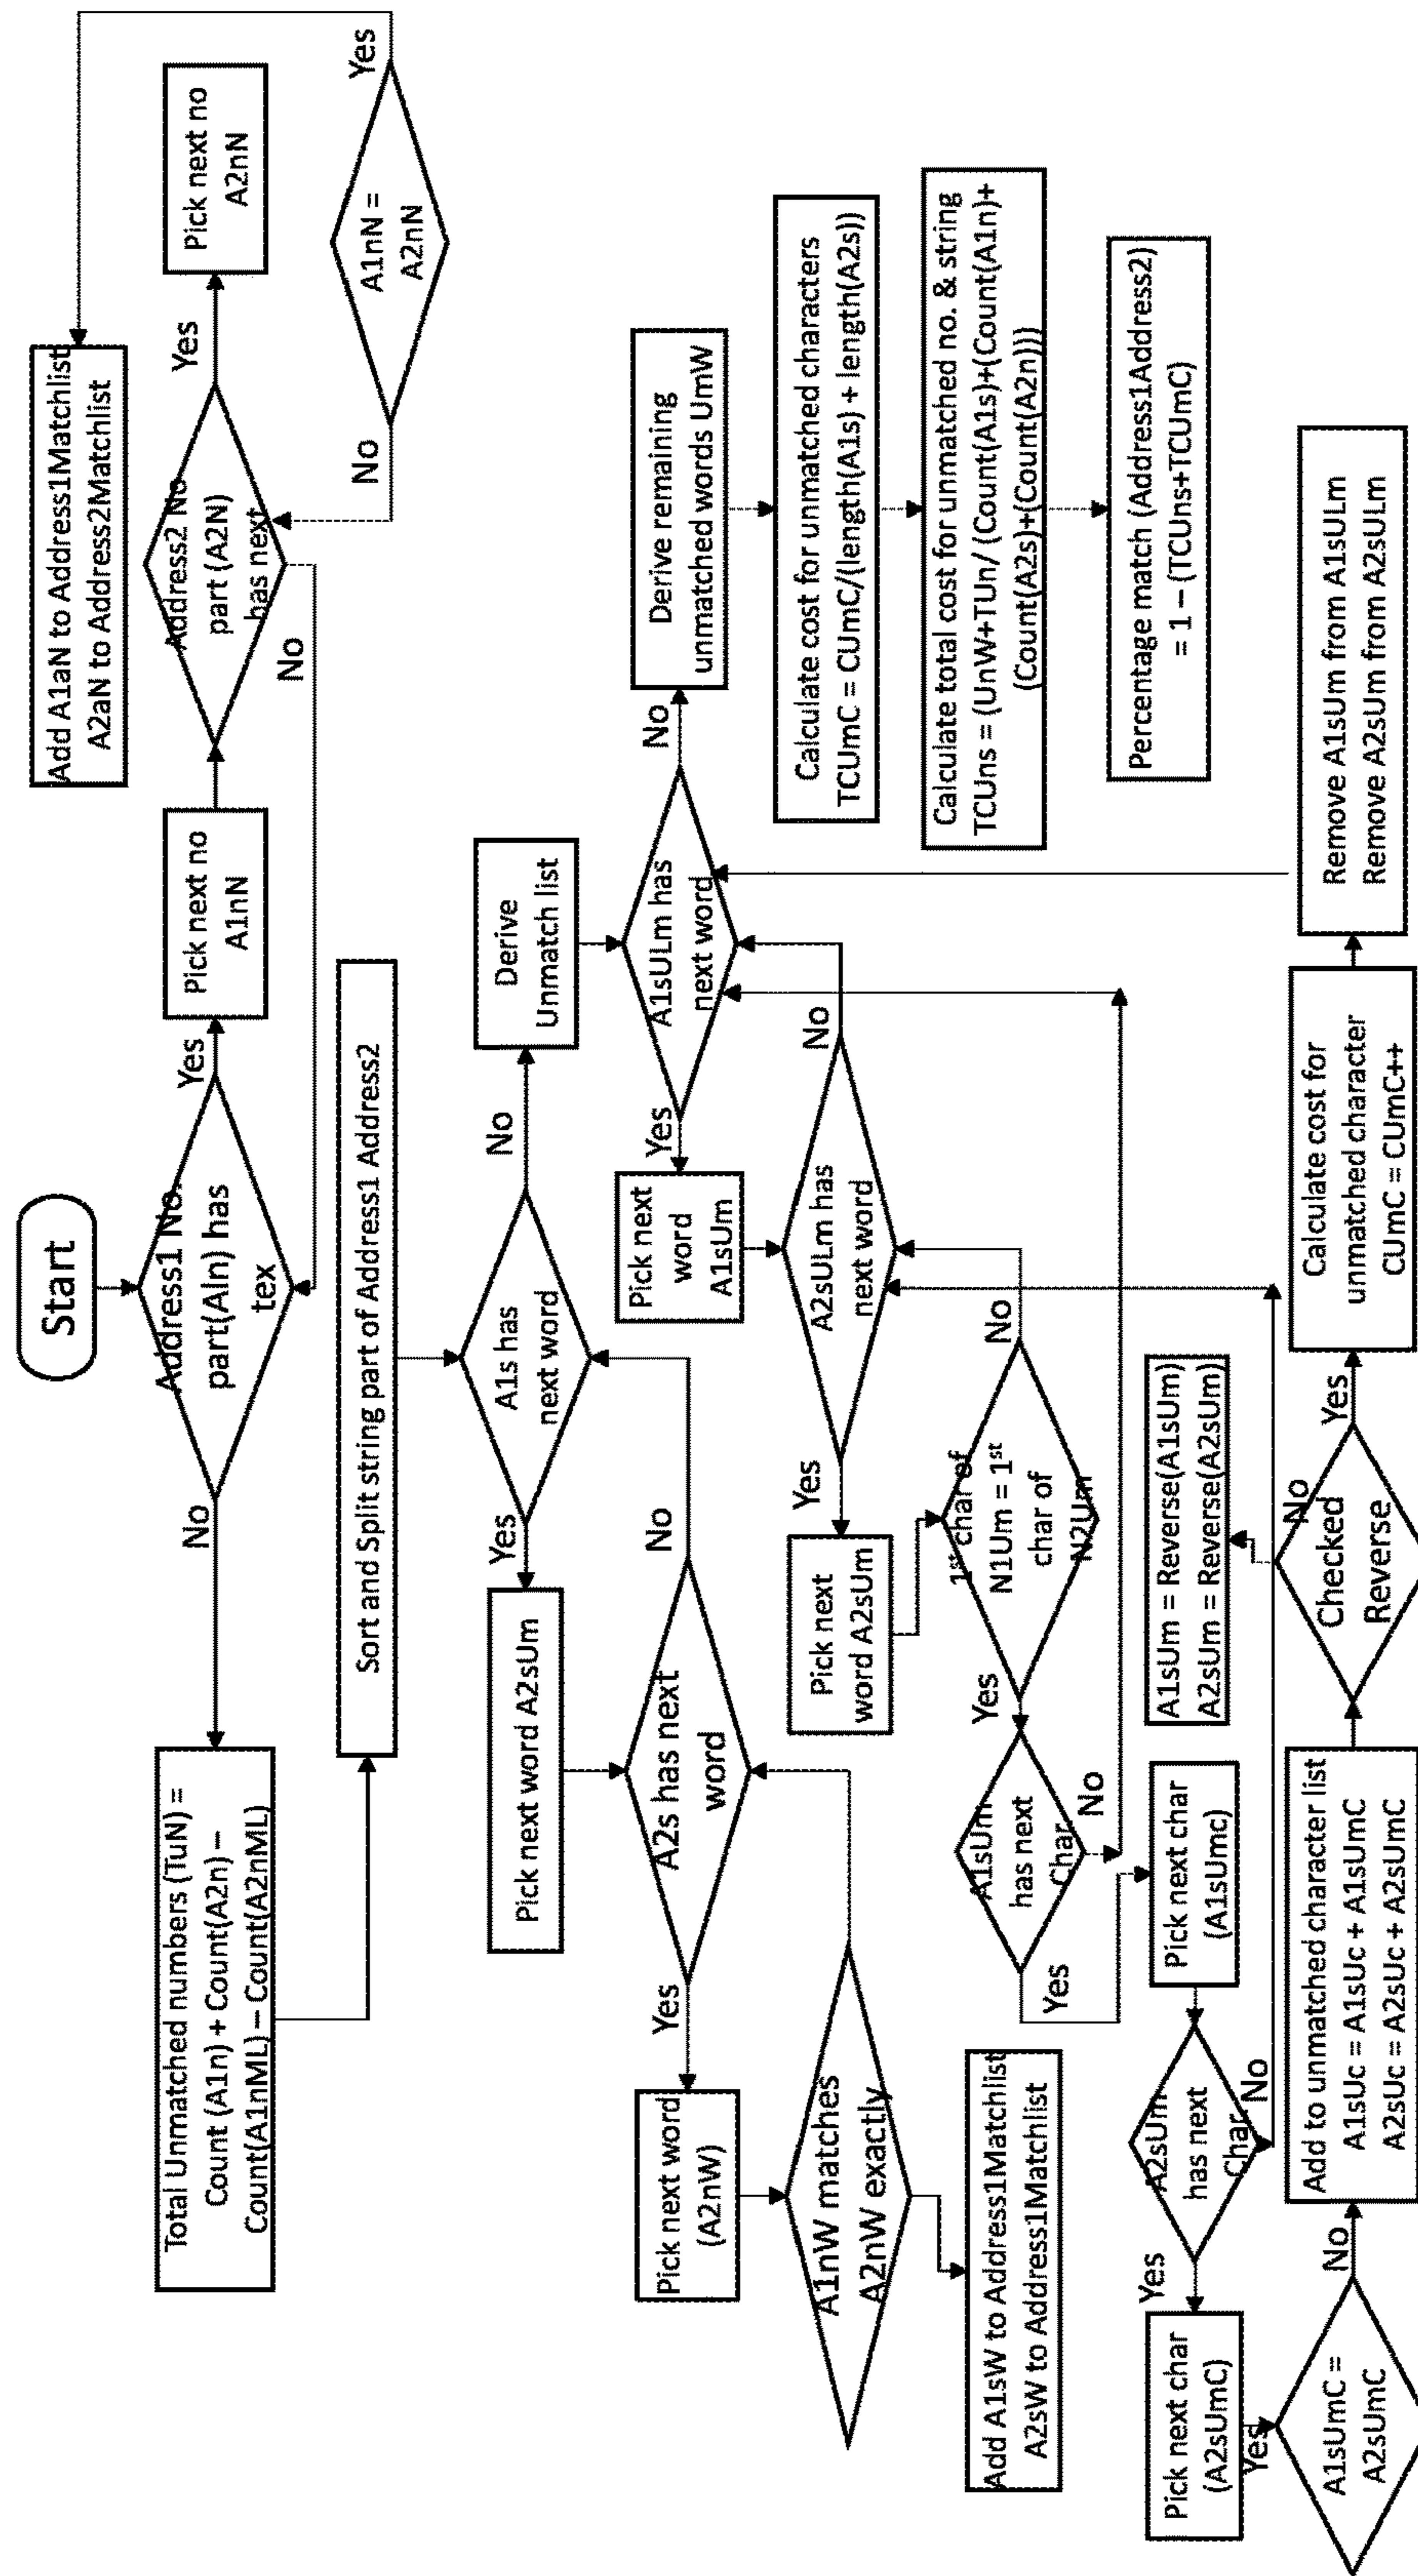 Start
Address1 No.
part(AIn) has
tex
Yes
No
Pick next no
A1nN
Address2 No
part (A2N)
has next
Yes
No
Pick next no
A2nN
A1nN =
A2nN
Yes
No
Add A1aN to Address1Matchlist
A2aN to Address2Matchlist
Total Unmatched numbers (TuN) =
Count (A1n) + Count(A2n) –
Count(A1nML) – Count(A2nML)
Sort and Split string part of Address1 Address2
A1s has
next word
Yes
No
Pick next word A2sUm
A2s has next
word
Yes
No
Pick next word
(A2nW)
A1nW matches
A2nW exactly
Add A1sW to Address1Matchlist
A2sW to Address1Matchlist
Derive
Unmatch list
A1sULm has
next word
Yes
No
Pick next
word
A1sUm
A2sULm has
next word
Yes
No
Pick next
word A2sUm
1st char of
N1Um = 1st
char of
N2Um
Yes
No
A1sUm
has next
Char
Yes
No
Pick next char
(A1sUmc)
A2sUm
has next
Char
Yes
No
Pick next char
(A2sUmC)
Yes
A1sUmC =
A2sUmC
No
Add to unmatched character list
A1sUc = A1sUc + A1sUmC
A2sUc = A2sUc + A2sUmC
Checked
Reverse
No
Yes
A1sUm = Reverse(A1sUm)
A2sUm = Reverse(A2sUm)
Calculate cost for
unmatched character
CUmC = CUmC++
Remove A1sUm from A1sULm
Remove A2sUm from A2sULm
Derive remaining
unmatched words UmW
Calculate cost for unmatched characters
TCUmC = CUmC/(length(A1s) + length(A2s))
Calculate total cost for unmatched no. & string
TCUns = (UnW+TUn/ (Count(A1s)+(Count(A1n)+
(Count(A2s)+(Count(A2n)))
Percentage match (Address1Address2)
= 1 – (TCUns+TCUmC)